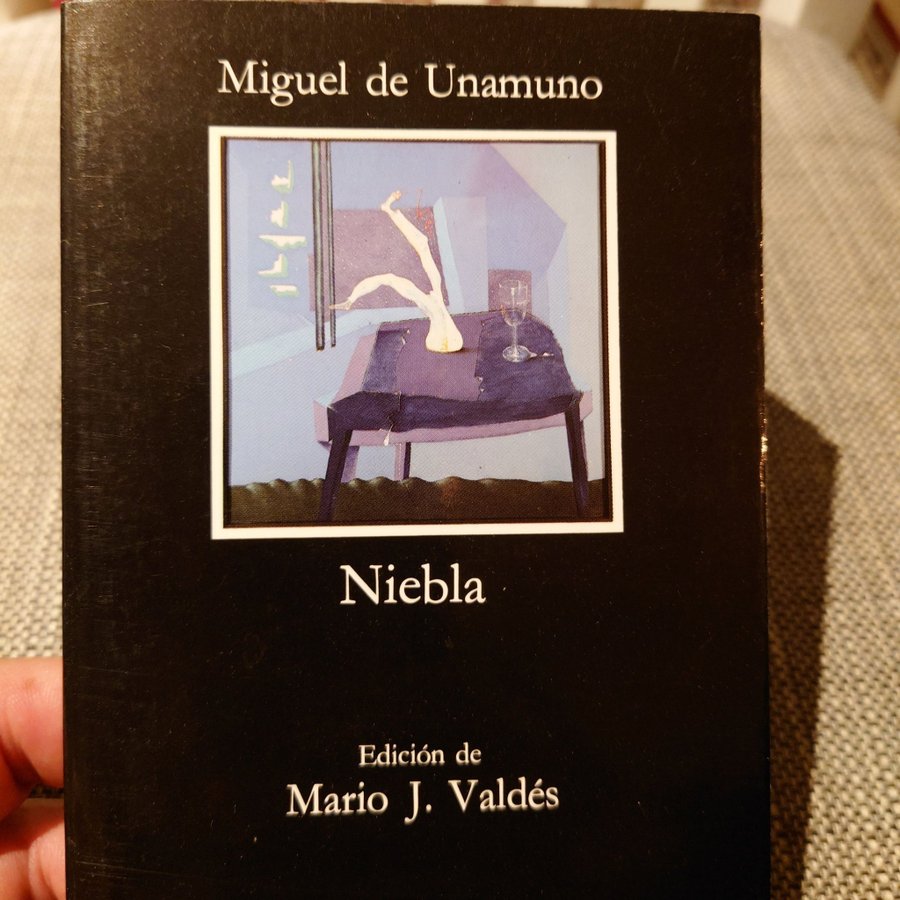 Miguel de Unamuno
Niebla
Edición de
Mario J. Valdés